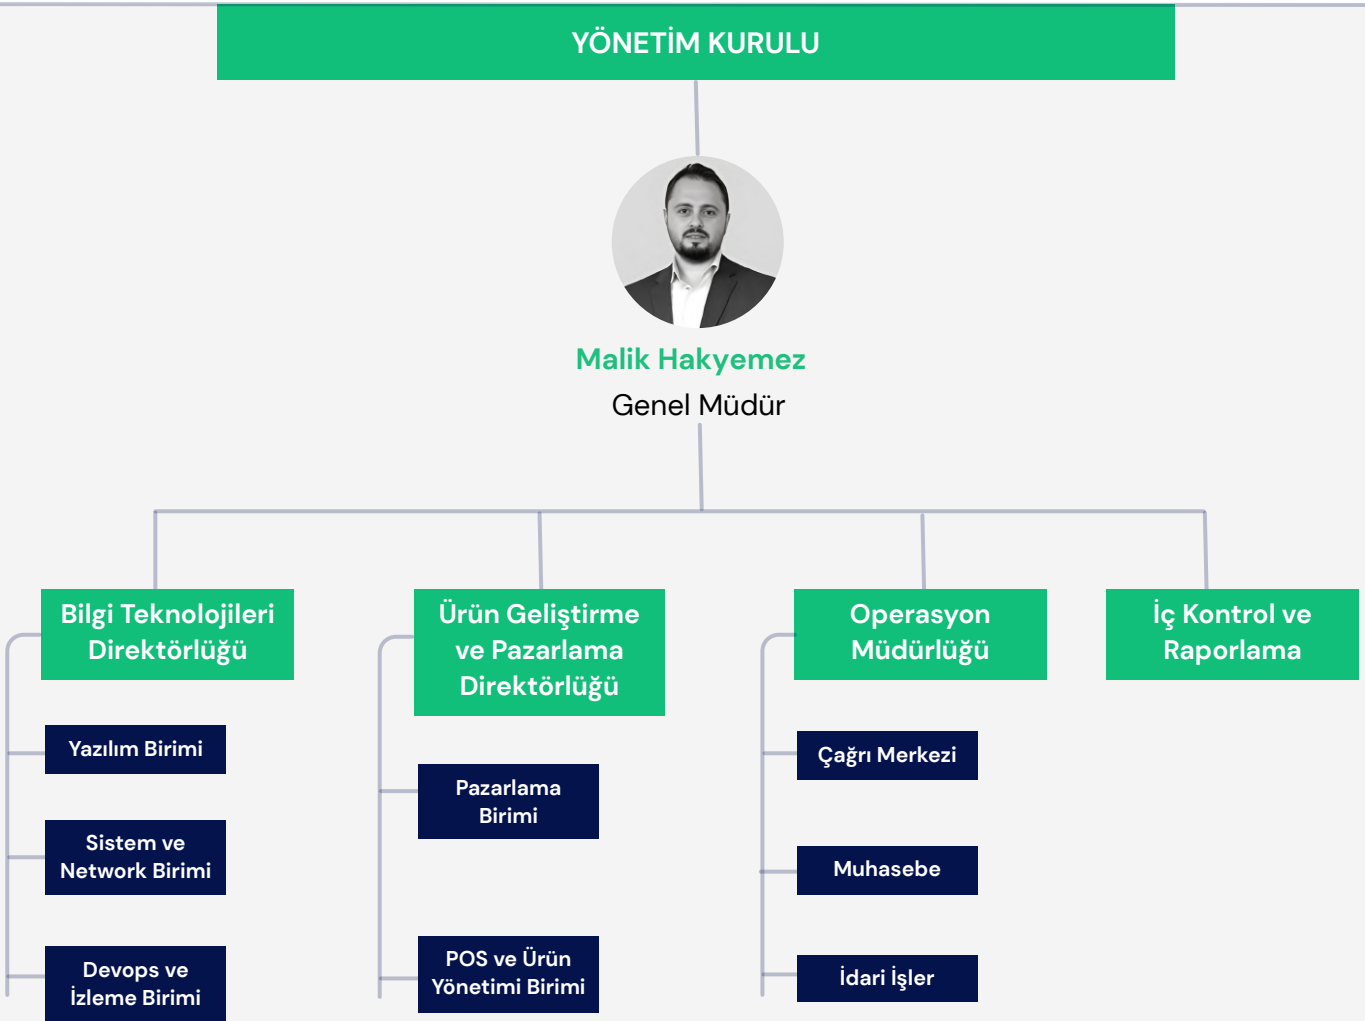 YÖNETİM KURULU
Malik Hakyemez
Genel Müdür
Bilgi Teknolojileri
Direktörlüğü
Yazılım Birimi
Sistem ve
Network Birimi
Devops ve
İzleme Birimi
Ürün Geliştirme
ve Pazarlama
Direktörlüğü
Pazarlama
Birimi
POS ve Ürün
Yönetimi Birimi
Operasyon
Müdürlüğü
Çağrı Merkezi
Muhasebe
İdari İşler
İç Kontrol ve
Raporlama